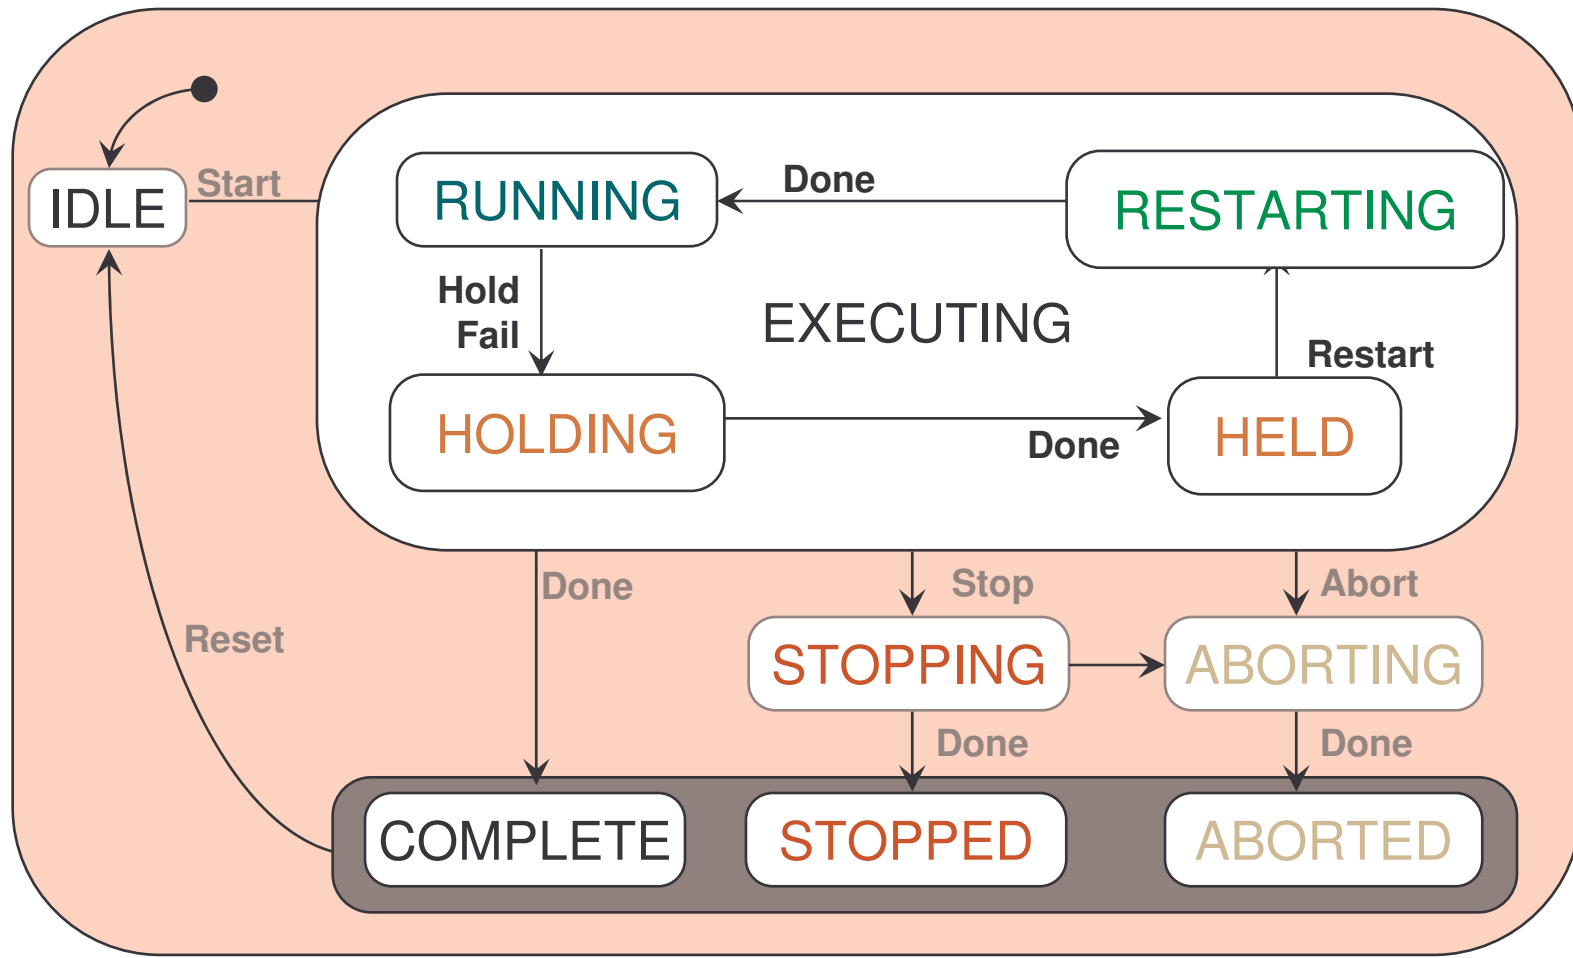 Start
IDLE
RUNNING
Done
RESTARTING
Hold
Fail
EXECUTING
Restart
HOLDING
Done
HELD
Done
Stop
Abort
Reset
STOPPING
ABORTING
Done
Done
COMPLETE
STOPPED
ABORTED